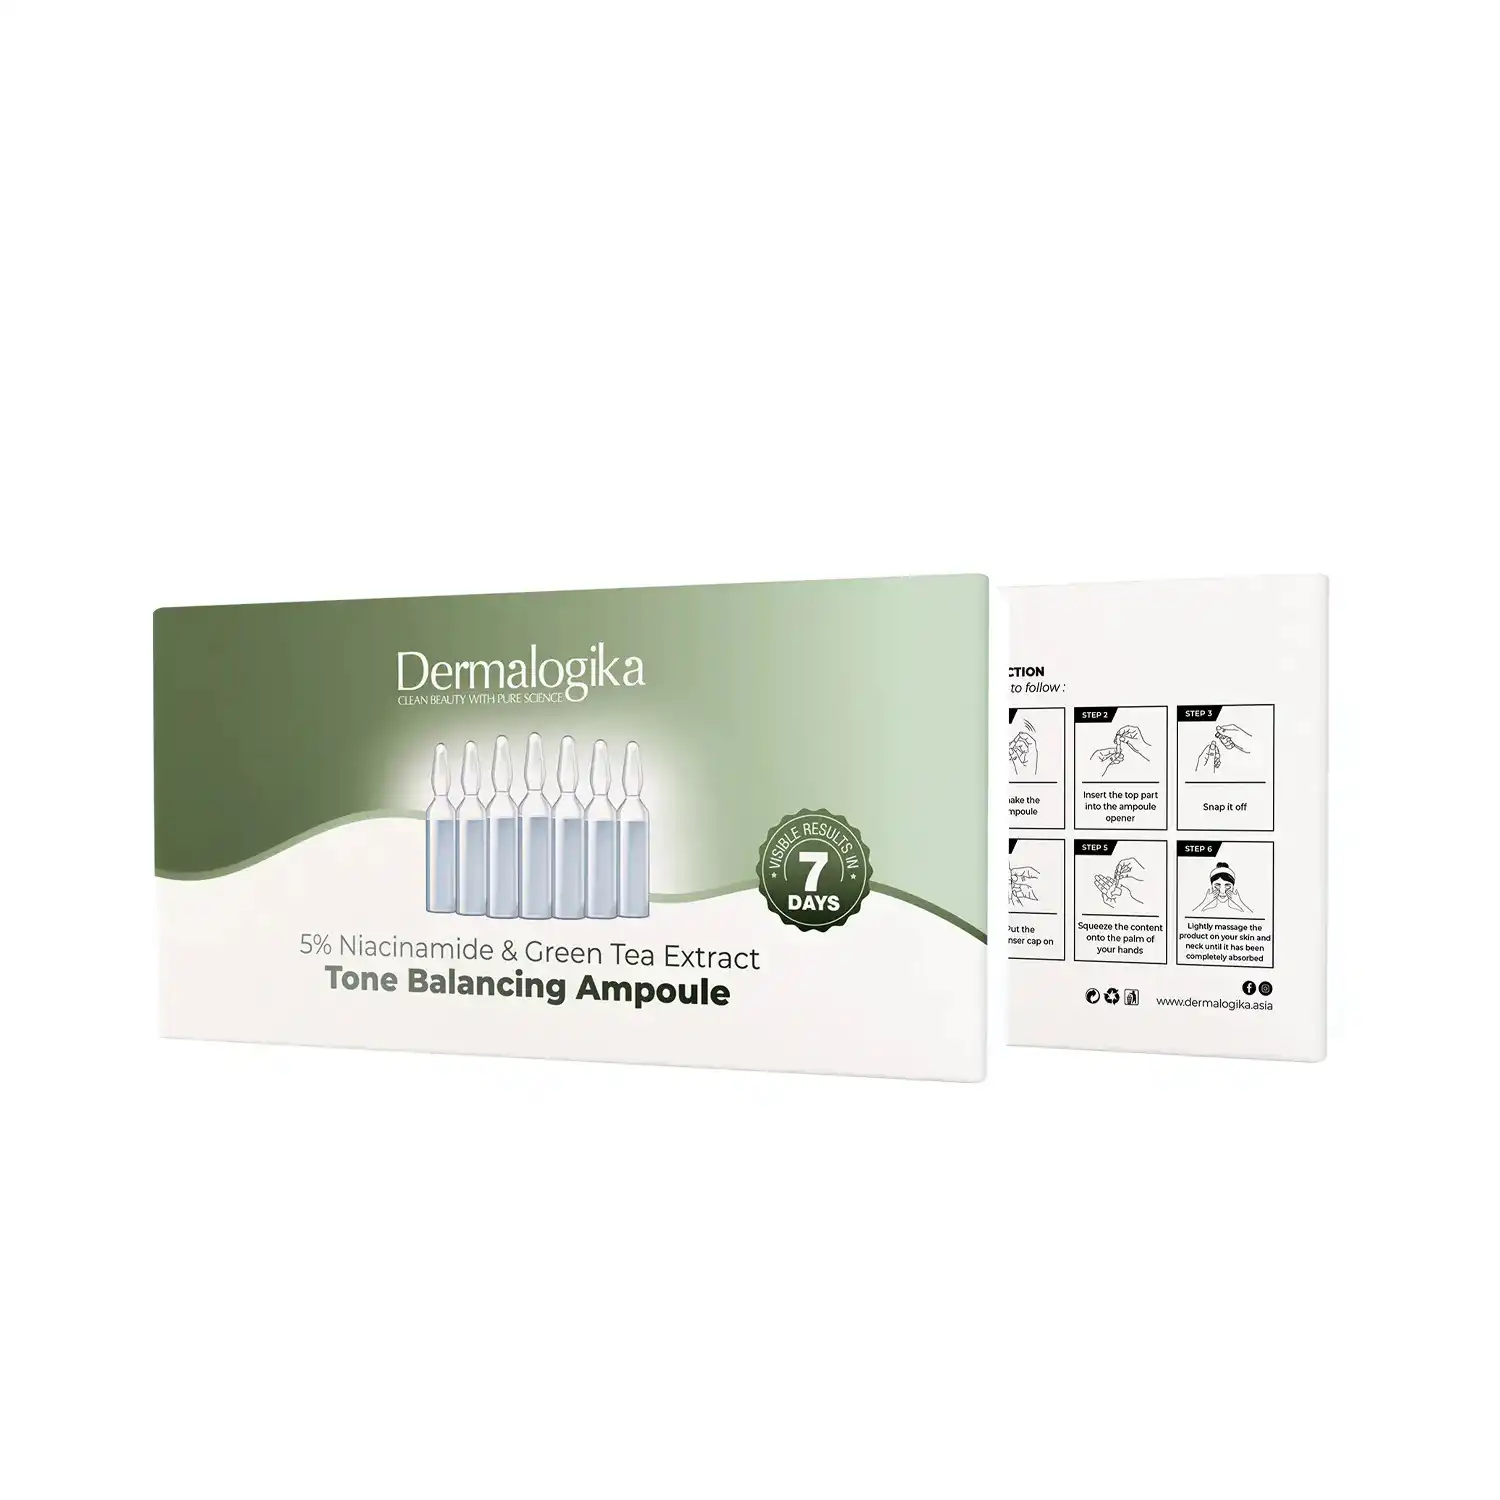 Dermalogika
CLEAN BEAUTY WITH PURE SCIENCE
VISIBLE RESULTS IN
7
DAYS
5% Niacinamide & Green Tea Extract
Tone Balancing Ampoule
CTION
to follow :
STEP 2
STEP 3
ake the
mpoule
Insert the top part
into the ampoule
opener
Snap it off
STEP 5
STEP 6
Put the
nser cap on
Squeeze the content
onto the palm of
your hands
Lightly massage the
product on your skin and
neck until it has been
completely absorbed
www.dermalogika.asia